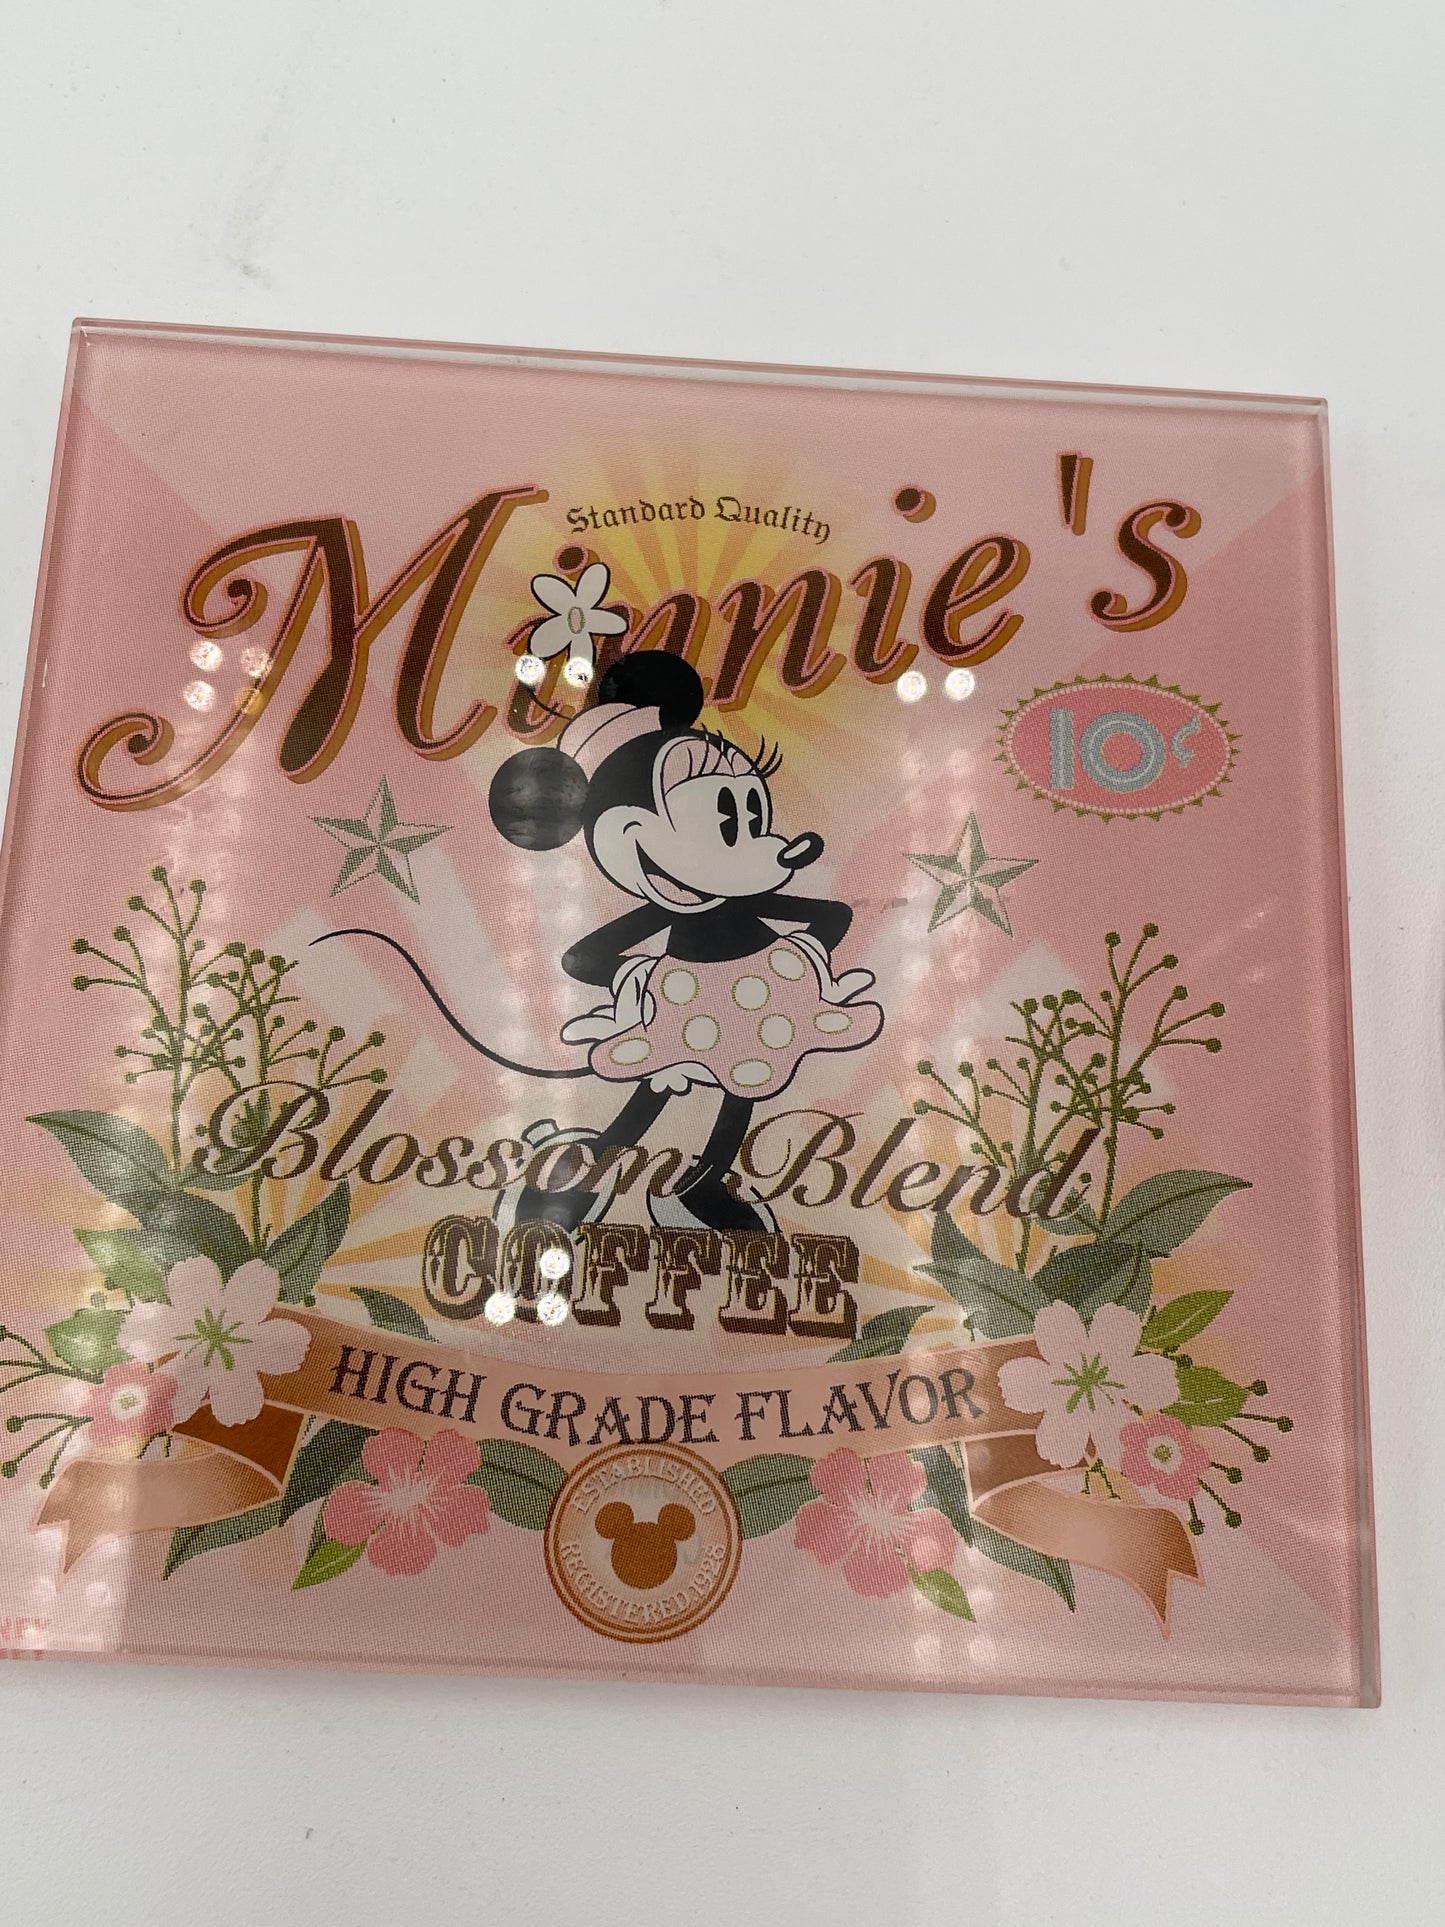 Standard Quality
Minnie's
10¢
Blossom Blend
COFFEE
HIGH GRADE FLAVOR
ESTABLISHED
REGISTERED 1928